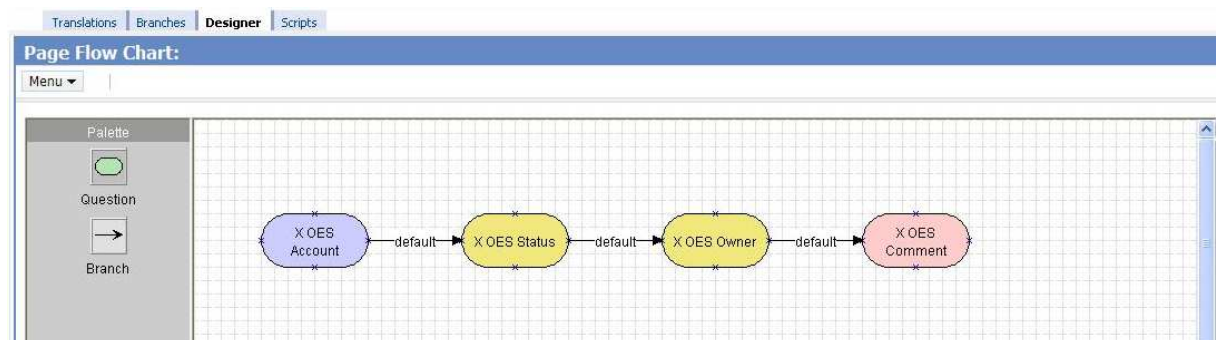 Translations Branches Designer Scripts
Page Flow Chart:
Menu
Palette
Question
Branch
X OES
Account
default
X OES Status
default
X OES Owner
default
X OES
Comment